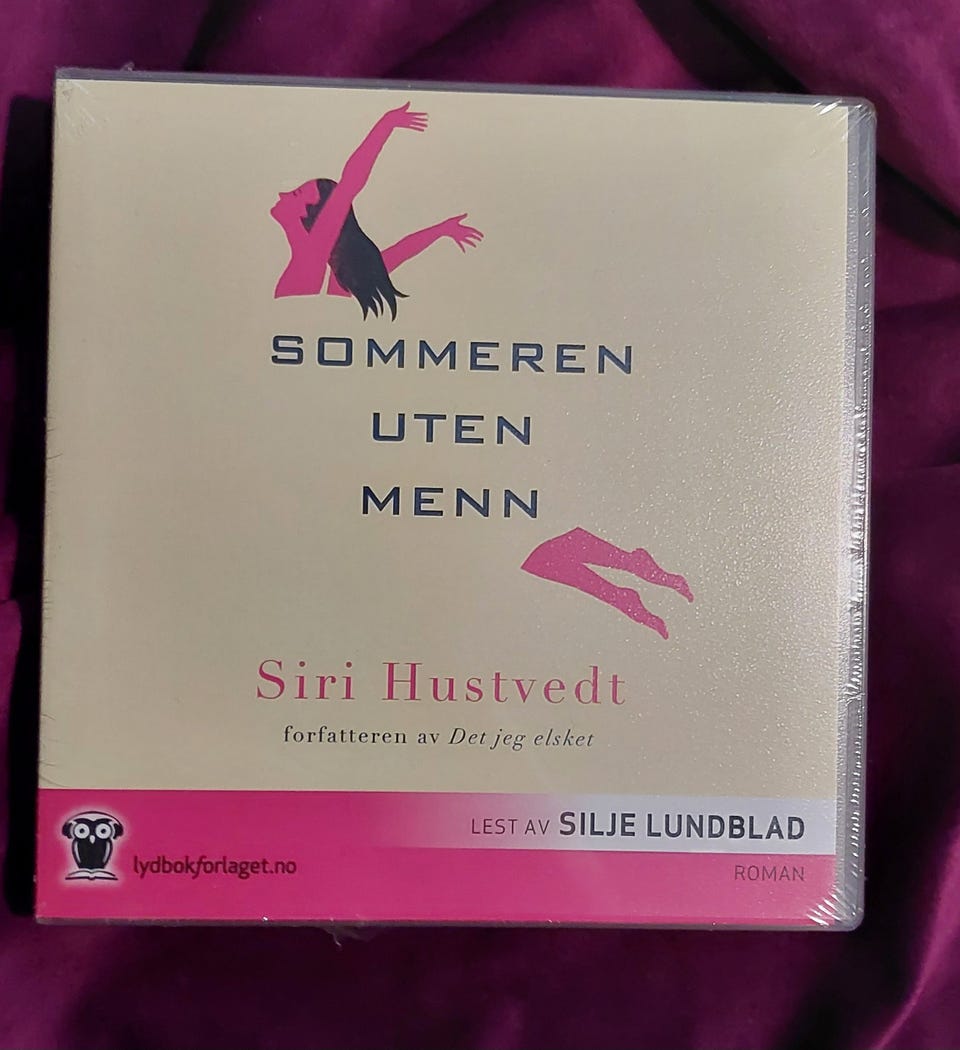 SOMMEREN
UTEN
MENN
Siri Hustvedt
forfatteren av Det jeg elsket
LEST AV SILJE LUNDBLAD
lydbokforlaget.no
ROMAN